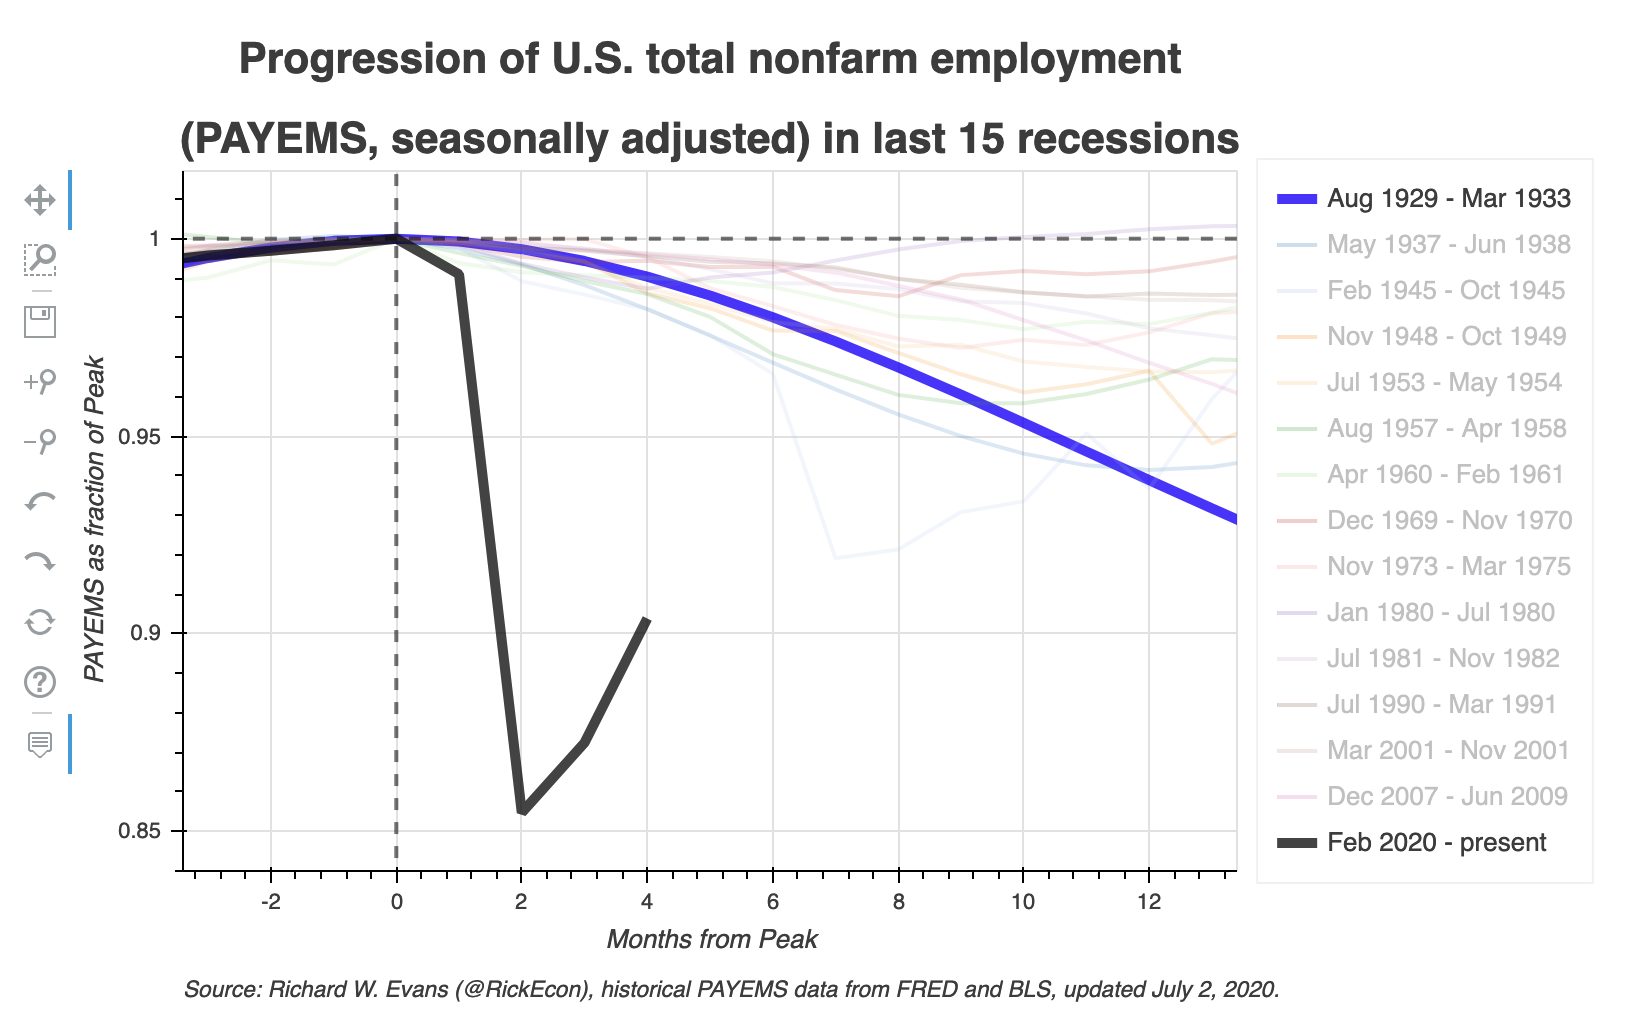 Progression of U.S. total nonfarm employment
(PAYEMS, seasonally adjusted) in last 15 recessions
PAYEMS as fraction of Peak
1
0.95
0.9
0.85
-2
0
2
4
6
8
10
12
Months from Peak
Aug 1929 - Mar 1933
May 1937 - Jun 1938
Feb 1945 - Oct 1945
Nov 1948 - Oct 1949
Jul 1953 - May 1954
Aug 1957 - Apr 1958
Apr 1960 - Feb 1961
Dec 1969 - Nov 1970
Nov 1973 - Mar 1975
Jan 1980 - Jul 1980
Jul 1981 - Nov 1982
Jul 1990 - Mar 1991
Mar 2001 - Nov 2001
Dec 2007 - Jun 2009
Feb 2020 - present
Source: Richard W. Evans (@RickEcon), historical PAYEMS data from FRED and BLS, updated July 2, 2020.